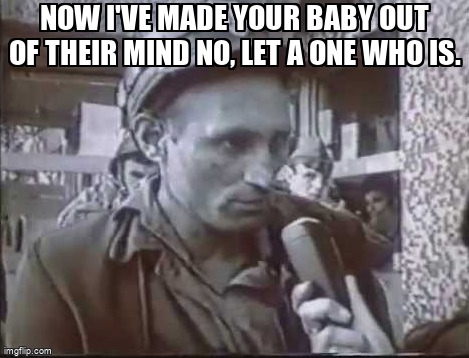 NOW I'VE MADE YOUR BABY OUT
OF THEIR MIND NO, LET A ONE WHO IS.
imgflip.com